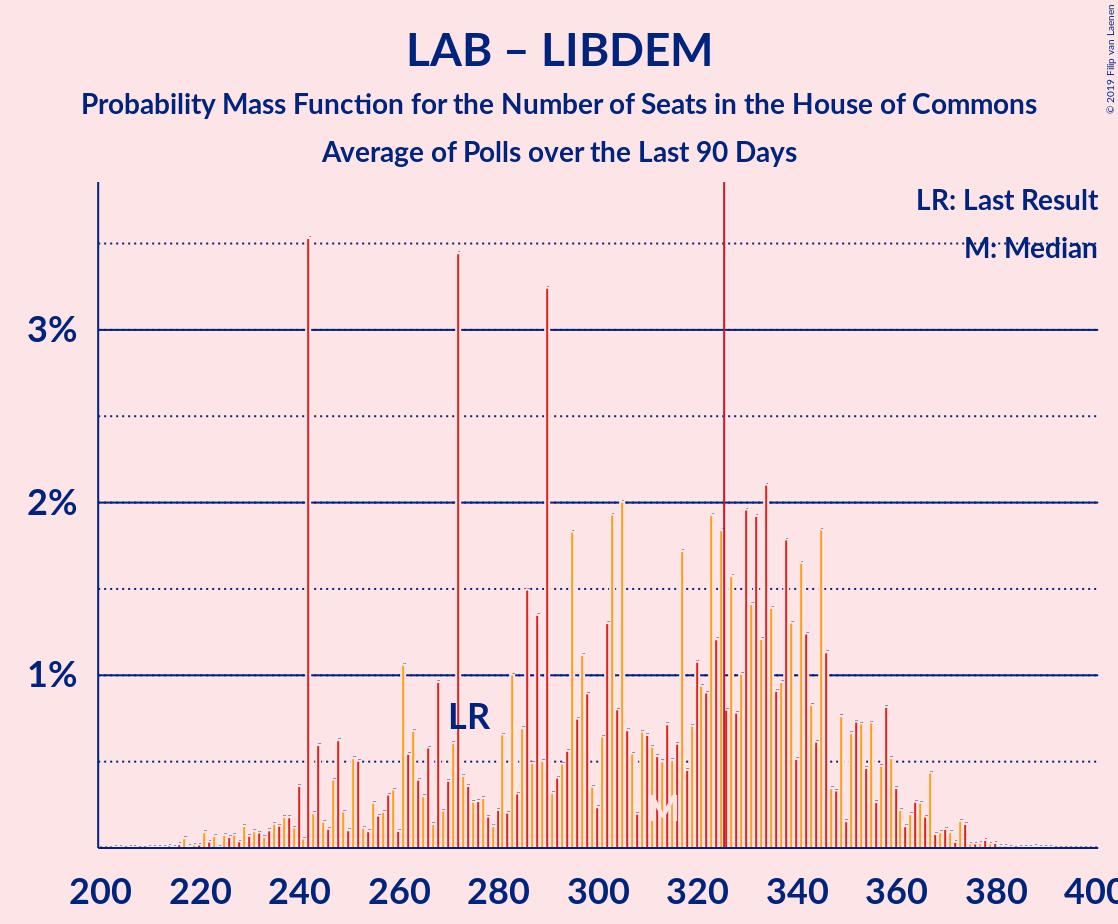 LAB – LIBDEM
Probability Mass Function for the Number of Seats in the House of Commons
Average of Polls over the Last 90 Days
© 2019 Filip van Laenen
LR: Last Result
M: Median
3%
2%
1%
LR
M
200 220 240 260 280 300 320 340 360 380 400